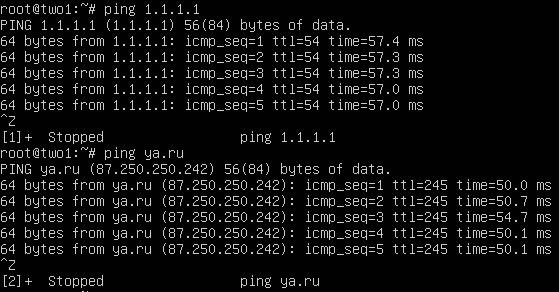 root@two1:~# ping 1.1.1.1
PING 1.1.1.1 (1.1.1.1) 56(84) bytes of data.
64 bytes from 1.1.1.1: icmp_seq=1 ttl=54 time=57.4 ms
64 bytes from 1.1.1.1: icmp_seq=2 ttl=54 time=57.3 ms
64 bytes from 1.1.1.1: icmp_seq=3 ttl=54 time=57.3 ms
64 bytes from 1.1.1.1: icmp_seq=4 ttl=54 time=57.0 ms
64 bytes from 1.1.1.1: icmp_seq=5 ttl=54 time=57.0 ms
^Z
[1]+  Stopped                 ping 1.1.1.1
root@two1:~# ping ya.ru
PING ya.ru (87.250.250.242) 56(84) bytes of data.
64 bytes from ya.ru (87.250.250.242): icmp_seq=1 ttl=245 time=50.0 ms
64 bytes from ya.ru (87.250.250.242): icmp_seq=2 ttl=245 time=50.7 ms
64 bytes from ya.ru (87.250.250.242): icmp_seq=3 ttl=245 time=54.7 ms
64 bytes from ya.ru (87.250.250.242): icmp_seq=4 ttl=245 time=50.1 ms
64 bytes from ya.ru (87.250.250.242): icmp_seq=5 ttl=245 time=50.1 ms
^Z
[2]+  Stopped                 ping ya.ru